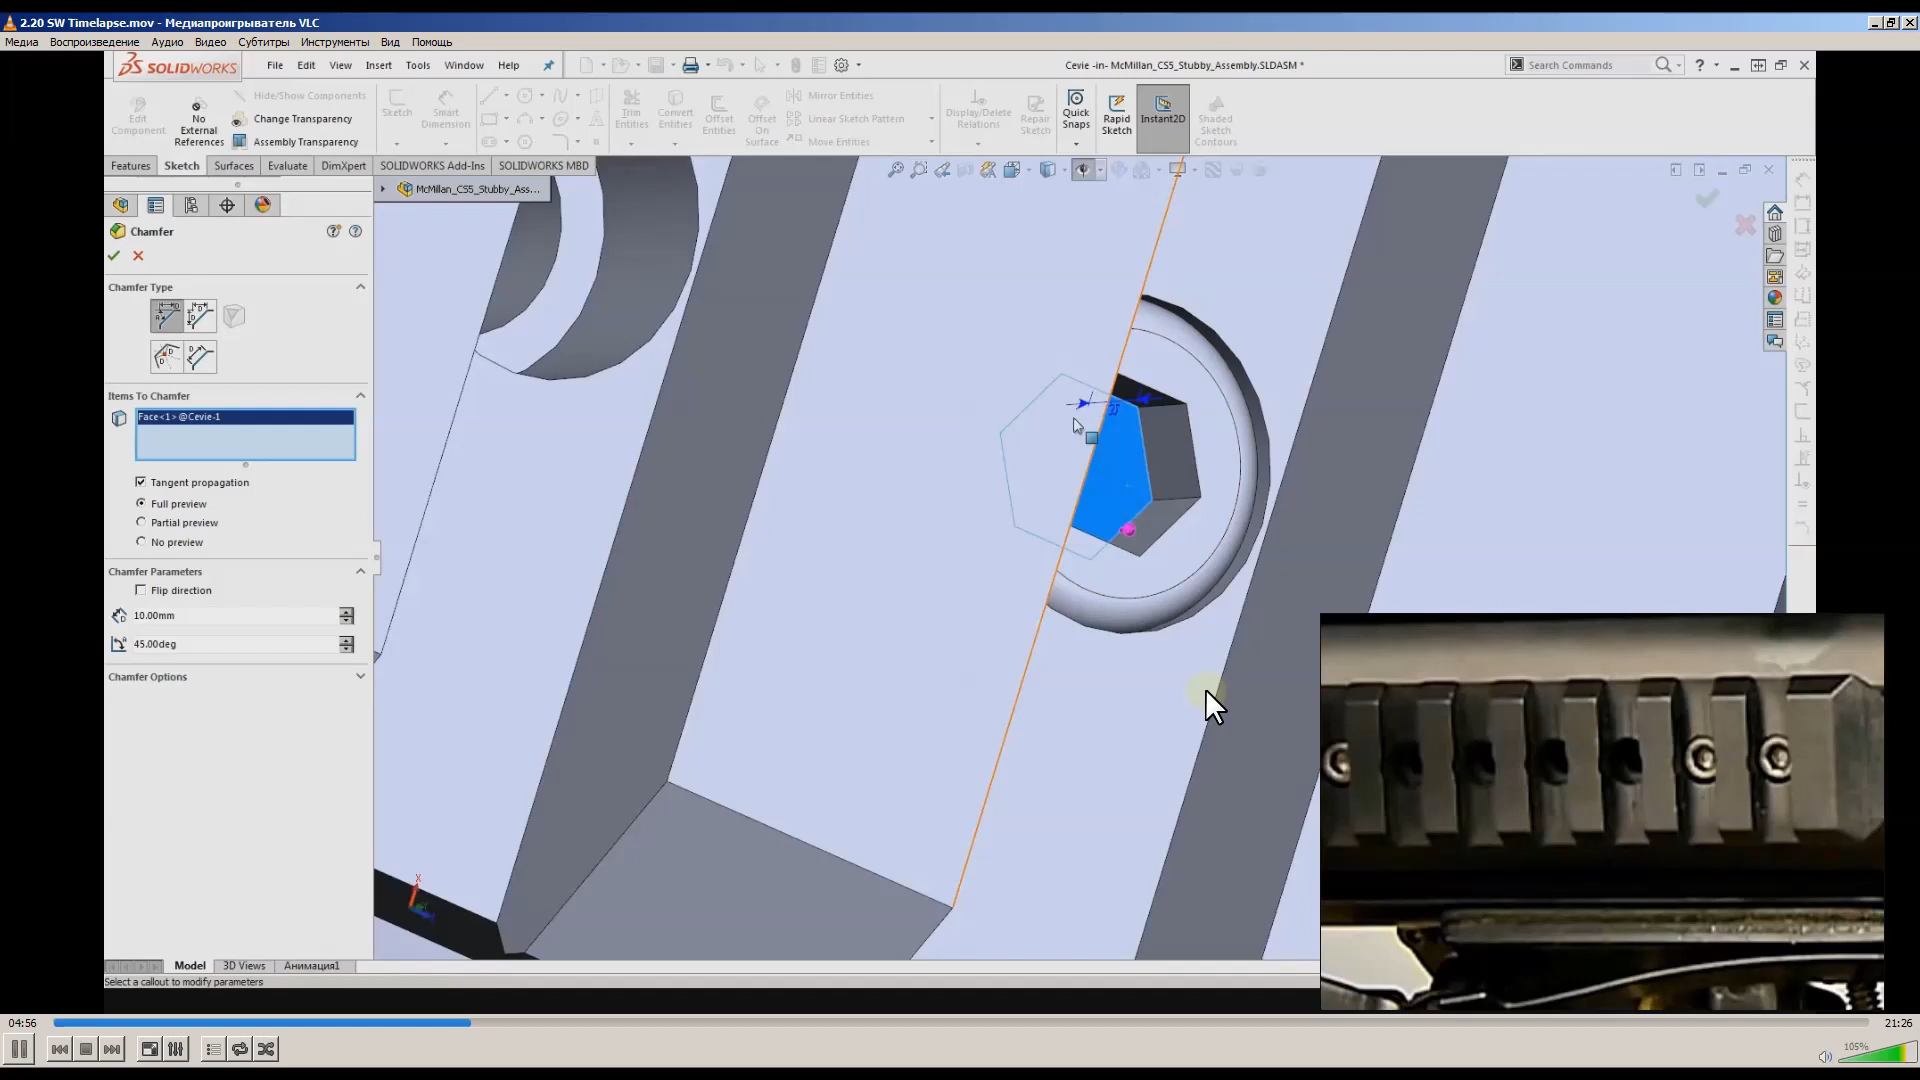 2.20 SW Timelapse.mov - Медиапроигрыватель VLC
Медиа Воспроизведение Аудио Видео Субтитры Инструменты Вид Помощь
SOLIDWORKS File Edit View Insert Tools Window Help
Cevie -in- McMillan_CS5_Stubby_Assembly.SLDASM *
Search Commands
Edit Component
No External References
Hide/Show Components
Change Transparency
Assembly Transparency
Sketch
Smart Dimension
Trim Entities
Convert Entities
Offset Entities
Offset On Surface
Mirror Entities
Linear Sketch Pattern
Move Entities
Display/Delete Relations
Repair Sketch
Quick Snaps
Rapid Sketch
Instant2D
Shaded Sketch Contours
Features Sketch Surfaces Evaluate DimXpert SOLIDWORKS Add-Ins SOLIDWORKS MBD
McMillan_CS5_Stubby_Ass...
Chamfer
Chamfer Type
Items To Chamfer
Face<1>@Cevie-1
Tangent propagation
Full preview
Partial preview
No preview
Chamfer Parameters
Flip direction
10.00mm
45.00deg
Chamfer Options
X
Model 3D Views Анимация1
Select a callout to modify parameters
04:56
21:26
105%